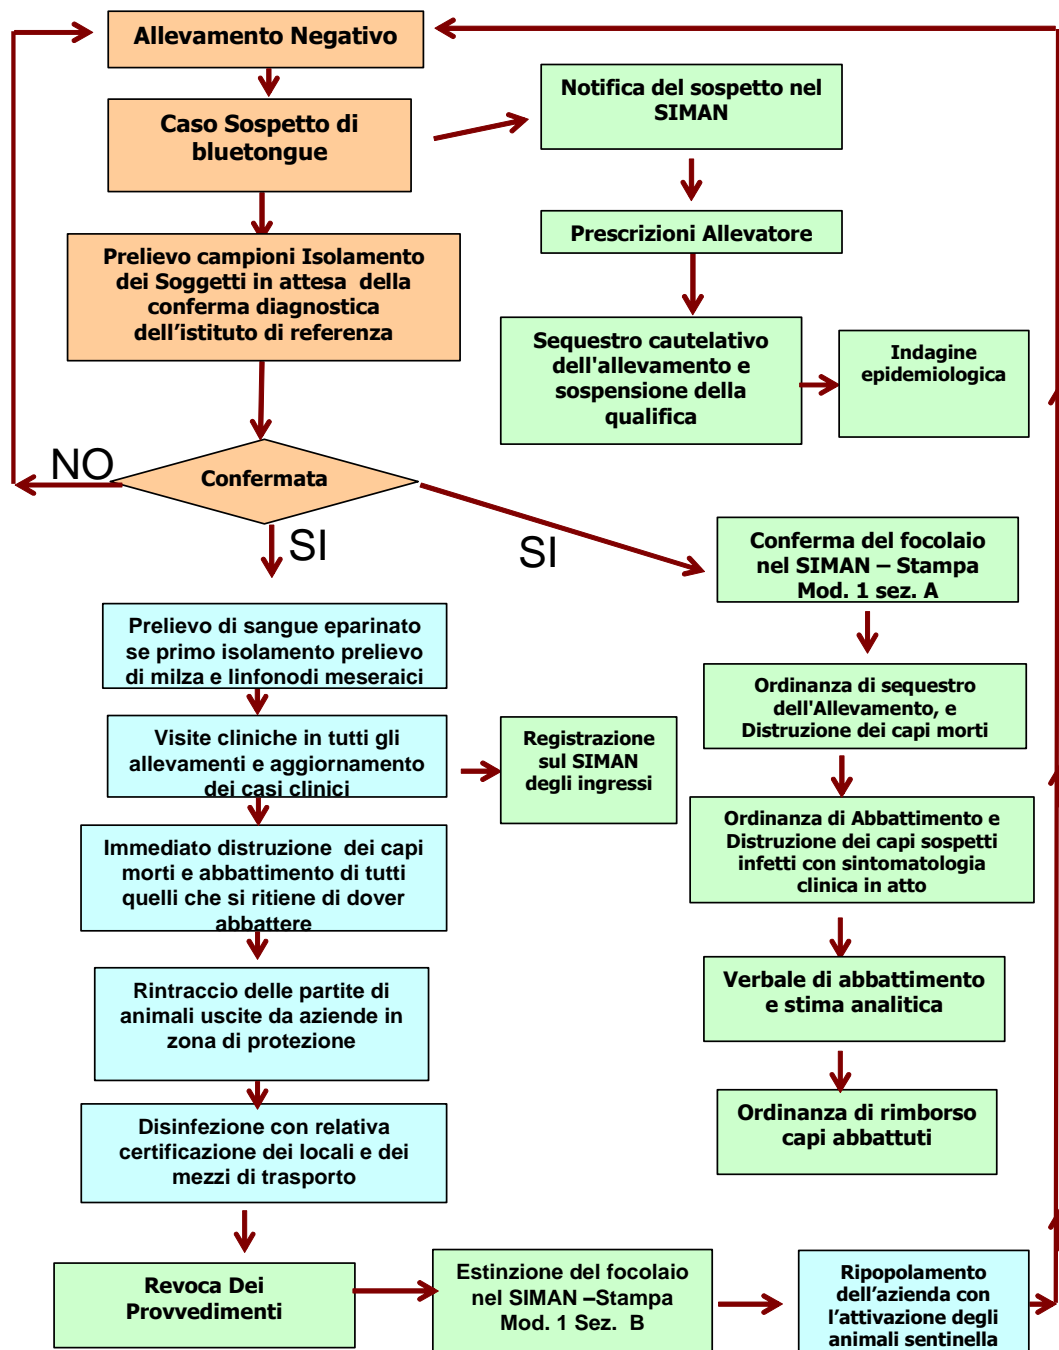 Allevamento Negativo
Caso Sospetto di
bluetongue
Notifica del sospetto nel
SIMAN
Prescrizioni Allevatore
Prelievo campioni Isolamento
dei Soggetti in attesa della
conferma diagnostica
dell'istituto di referenza
Sequestro cautelativo
dell'allevamento e
sospensione della
qualifica
Indagine
epidemiologica
NO
Confermata
SI
SI
Conferma del focolaio
nel SIMAN – Stampa
Mod. 1 sez. A
Prelievo di sangue eparinato
se primo isolamento prelievo
di milza e linfonodi meseraici
Ordinanza di sequestro
dell'Allevamento, e
Distruzione dei capi morti
Visite cliniche in tutti gli
allevamenti e aggiornamento
dei casi clinici
Registrazione
sul SIMAN
degli ingressi
Ordinanza di Abbattimento e
Distruzione dei capi sospetti
infetti con sintomatologia
clinica in atto
Immediato distruzione dei capi
morti e abbattimento di tutti
quelli che si ritiene di dover
abbattere
Verbale di abbattimento
e stima analitica
Rintraccio delle partite di
animali uscite da aziende in
zona di protezione
Ordinanza di rimborso
capi abbattuti
Disinfezione con relativa
certificazione dei locali e dei
mezzi di trasporto
Revoca Dei
Provvedimenti
Estinzione del focolaio
nel SIMAN –Stampa
Mod. 1 Sez. B
Ripopolamento
dell'azienda con
l'attivazione degli
animali sentinella